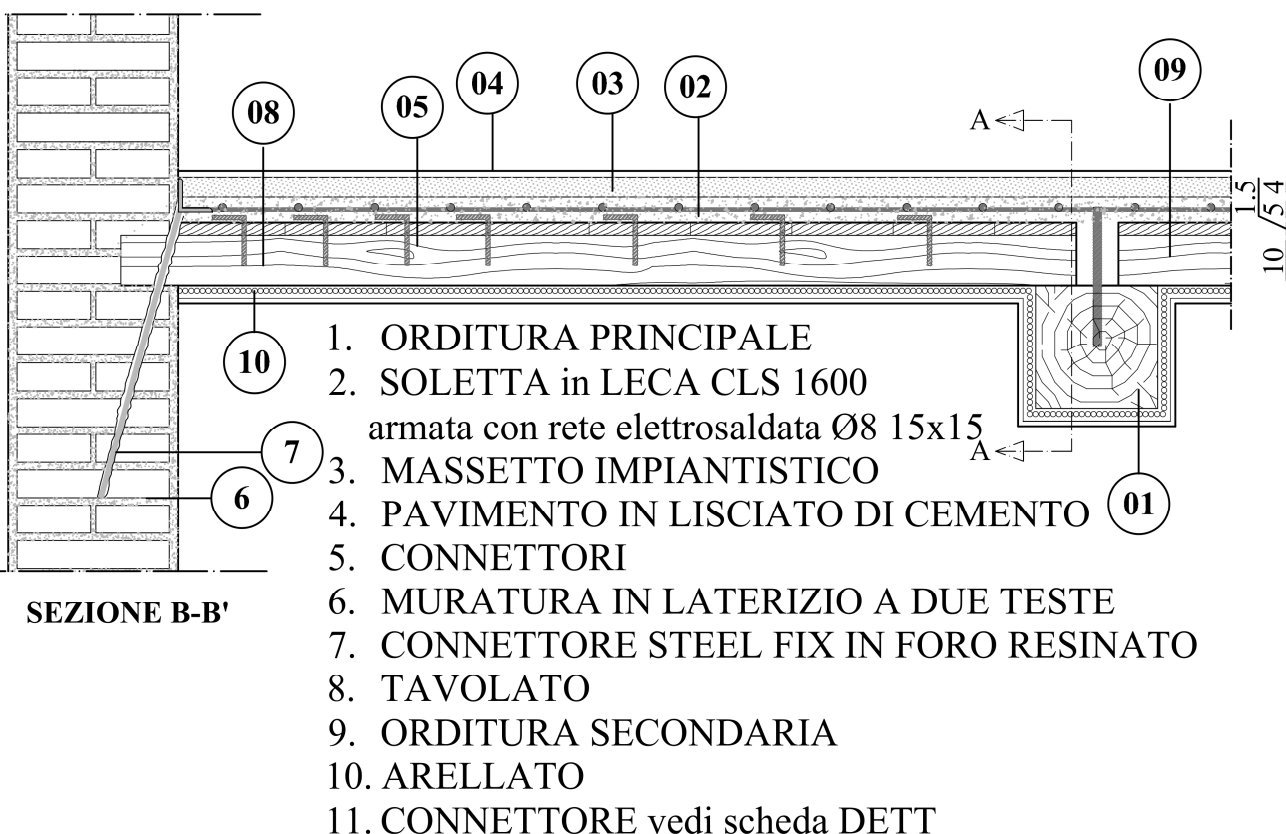 09
04
03
02
08
05
A
1.5
5 4
10
10
1. ORDITURA PRINCIPALE
2. SOLETTA in LECA CLS 1600
armata con rete elettrosaldata Ø8 15x15
7
A
3. MASSETTO IMPIANTISTICO
6
01
4. PAVIMENTO IN LISCIATO DI CEMENTO
5. CONNETTORI
SEZIONE B-B'
6. MURATURA IN LATERIZIO A DUE TESTE
7. CONNETTORE STEEL FIX IN FORO RESINATO
8. TAVOLATO
9. ORDITURA SECONDARIA
10. ARELLATO
11. CONNETTORE vedi scheda DETT